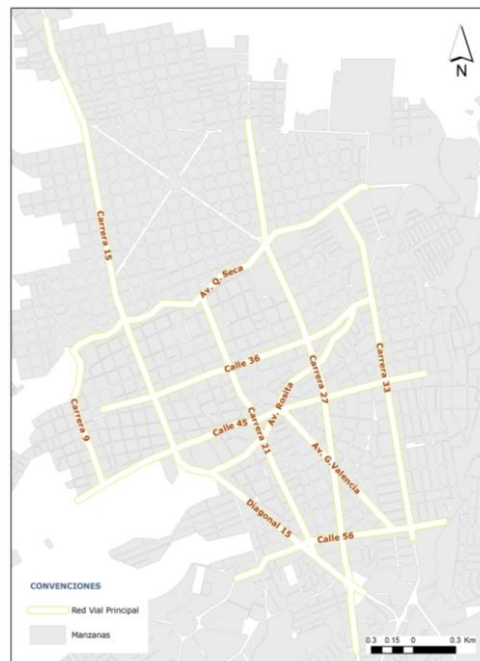 N
Carrera 15
Av. Q. Seca
Calle 36
Carrera 33
Carrera 9
Calle 45
Av. Rosita
Carrera 27
Carrera 21
Av. G. Valencia
Diagonal 15
Calle 56
CONVENCIONES
Red Vial Principal
Manzanas
0.3 0.15 0 0.3 Km